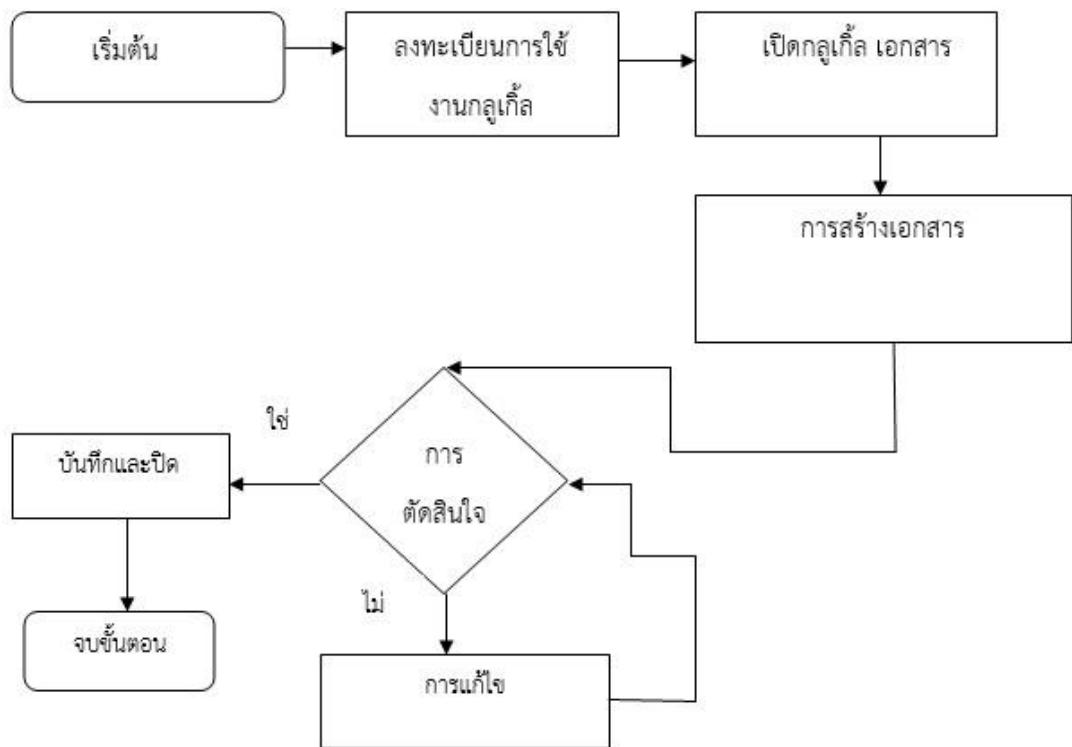 เริ่มต้น
ลงทะเบียนการใช้
งานกลูเกิ้ล
เปิดกลูเกิ้ล เอกสาร
การสร้างเอกสาร
ใช่
บันทึกและปิด
การ
ตัดสินใจ
ไม่
จบขั้นตอน
การแก้ไข